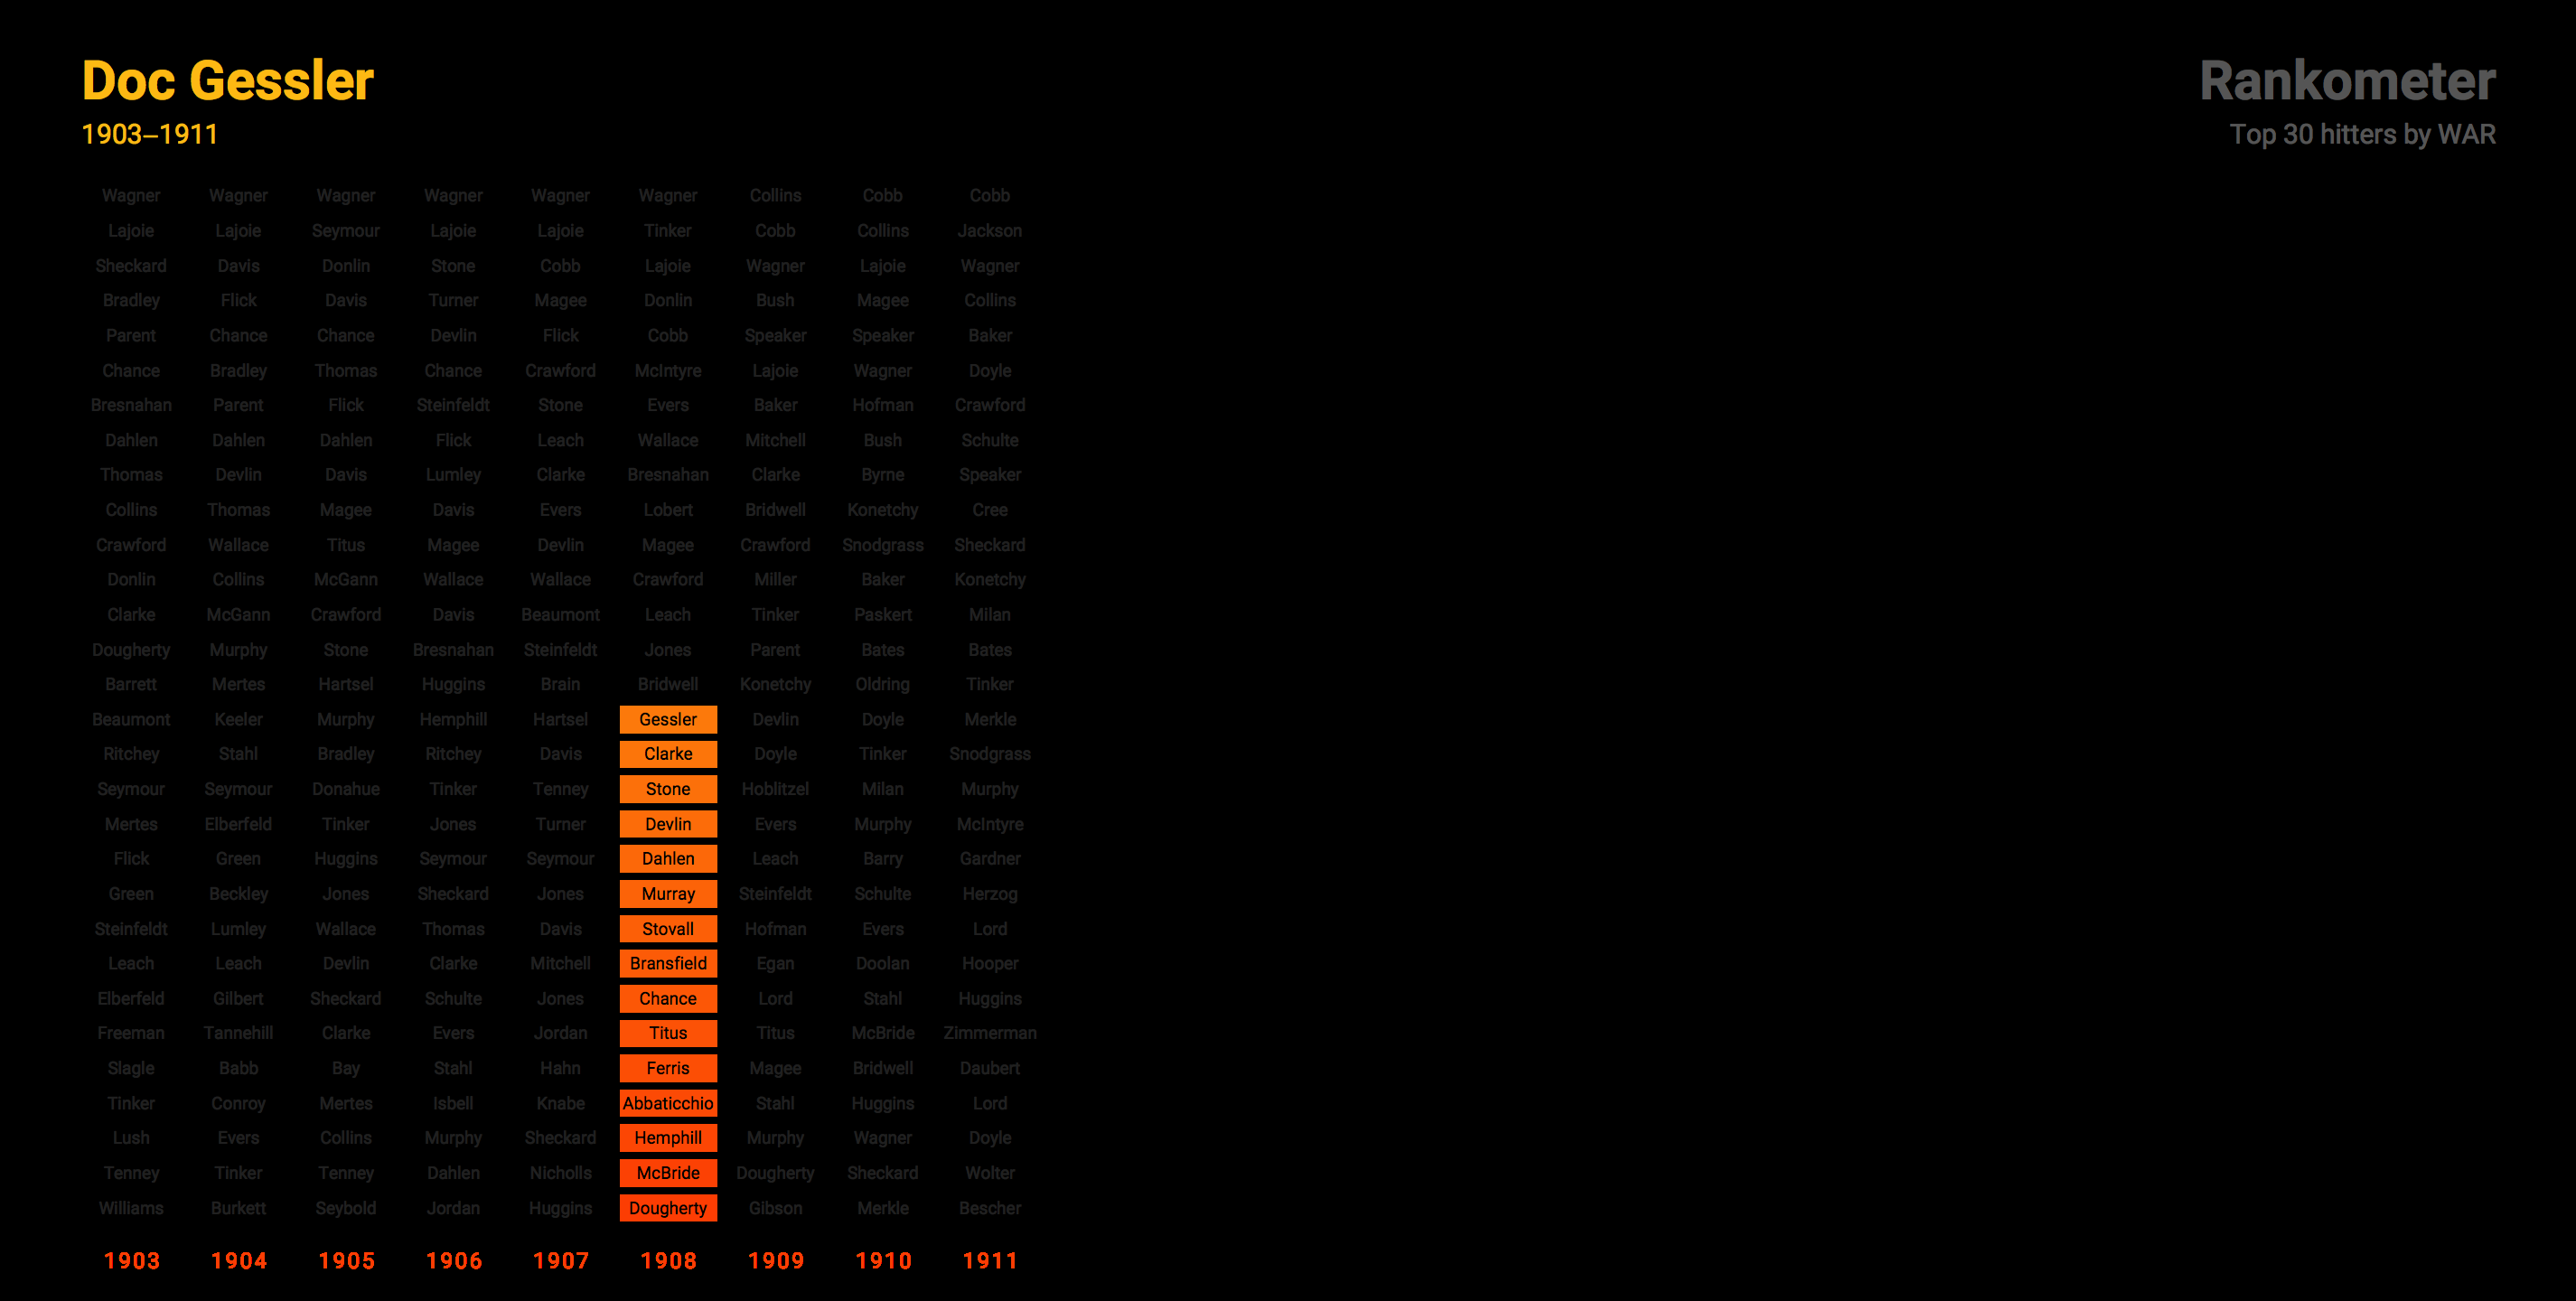 Doc Gessler
1903–1911
Rankometer
Top 30 hitters by WAR
Wagner Wagner Wagner Wagner Wagner Wagner Collins Cobb Cobb
Lajoie Lajoie Seymour Lajoie Lajoie Tinker Cobb Collins Jackson
Sheckard Davis Donlin Stone Cobb Lajoie Wagner Lajoie Wagner
Bradley Flick Davis Turner Magee Donlin Bush Magee Collins
Parent Chance Chance Devlin Flick Cobb Speaker Speaker Baker
Chance Bradley Thomas Chance Crawford McIntyre Lajoie Wagner Doyle
Bresnahan Parent Flick Steinfeldt Stone Evers Baker Hofman Crawford
Dahlen Dahlen Dahlen Flick Leach Wallace Mitchell Bush Schulte
Thomas Devlin Davis Lumley Clarke Bresnahan Clarke Byrne Speaker
Collins Thomas Magee Davis Evers Lobert Bridwell Konetchy Cree
Crawford Wallace Titus Magee Devlin Magee Crawford Snodgrass Sheckard
Donlin Collins McGann Wallace Wallace Crawford Miller Baker Konetchy
Clarke McGann Crawford Davis Beaumont Leach Tinker Paskert Milan
Dougherty Murphy Stone Bresnahan Steinfeldt Jones Parent Bates Bates
Barrett Mertes Hartsel Huggins Brain Bridwell Konetchy Oldring Tinker
Beaumont Keeler Murphy Hemphill Hartsel Gessler Devlin Doyle Merkle
Ritchey Stahl Bradley Ritchey Davis Clarke Doyle Tinker Snodgrass
Seymour Seymour Donahue Tinker Tenney Stone Hoblitzel Milan Murphy
Mertes Elberfeld Tinker Jones Turner Devlin Evers Murphy McIntyre
Flick Green Huggins Seymour Seymour Dahlen Leach Barry Gardner
Green Beckley Jones Sheckard Jones Murray Steinfeldt Schulte Herzog
Steinfeldt Lumley Wallace Thomas Davis Stovall Hofman Evers Lord
Leach Leach Devlin Clarke Mitchell Bransfield Egan Doolan Hooper
Elberfeld Gilbert Sheckard Schulte Jones Chance Lord Stahl Huggins
Freeman Tannehill Clarke Evers Jordan Titus Titus McBride Zimmerman
Slagle Babb Bay Stahl Hahn Ferris Magee Bridwell Daubert
Tinker Conroy Mertes Isbell Knabe Abbaticchio Stahl Huggins Lord
Lush Evers Collins Murphy Sheckard Hemphill Murphy Wagner Doyle
Tenney Tinker Tenney Dahlen Nicholls McBride Dougherty Sheckard Wolter
Williams Burkett Seybold Jordan Huggins Dougherty Gibson Merkle Bescher
1903 1904 1905 1906 1907 1908 1909 1910 1911